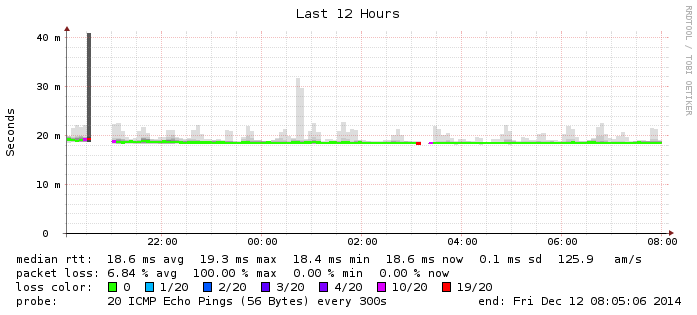 Last 12 Hours
RRDTOOL / TOBI OETIKER
Seconds
40 m
30 m
20 m
10 m
0
22:00 00:00 02:00 04:00 06:00 08:00
median rtt: 18.6 ms avg 19.3 ms max 18.4 ms min 18.6 ms now 0.1 ms sd 125.9 am/s
packet loss: 6.84 % avg 100.00 % max 0.00 % min 0.00 % now
loss color: 0 1/20 2/20 3/20 4/20 10/20 19/20
probe: 20 ICMP Echo Pings (56 Bytes) every 300s end: Fri Dec 12 08:05:06 2014